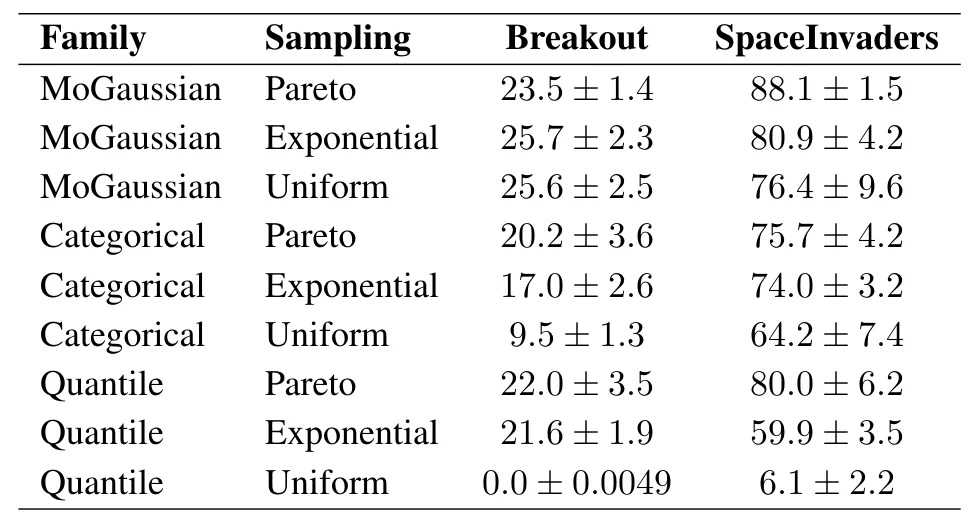 Family Sampling Breakout SpaceInvaders
MoGaussian Pareto 23.5 ± 1.4 88.1 ± 1.5
MoGaussian Exponential 25.7 ± 2.3 80.9 ± 4.2
MoGaussian Uniform 25.6 ± 2.5 76.4 ± 9.6
Categorical Pareto 20.2 ± 3.6 75.7 ± 4.2
Categorical Exponential 17.0 ± 2.6 74.0 ± 3.2
Categorical Uniform 9.5 ± 1.3 64.2 ± 7.4
Quantile Pareto 22.0 ± 3.5 80.0 ± 6.2
Quantile Exponential 21.6 ± 1.9 59.9 ± 3.5
Quantile Uniform 0.0 ± 0.0049 6.1 ± 2.2